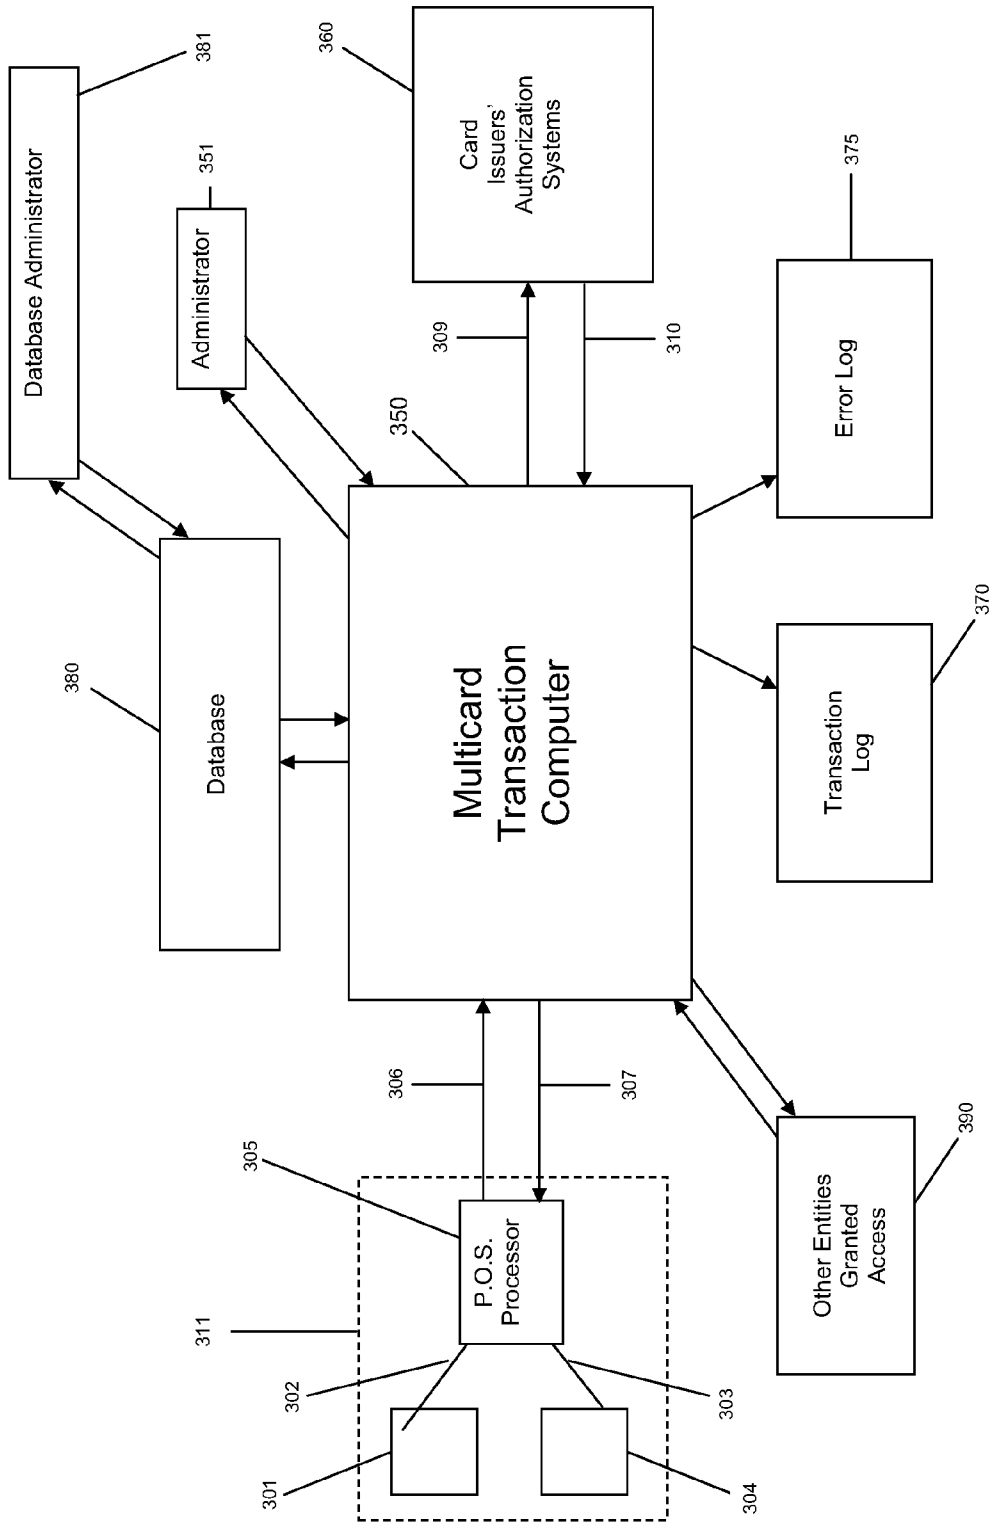 381
Database Administrator
351
Administrator
380
Database
360
Card
Issuers'
Authorization
Systems
309
310
350
Multicard
Transaction
Computer
375
Error Log
370
Transaction
Log
306
307
305
P.O.S.
Processor
311
302
303
301
304
390
Other Entities
Granted
Access